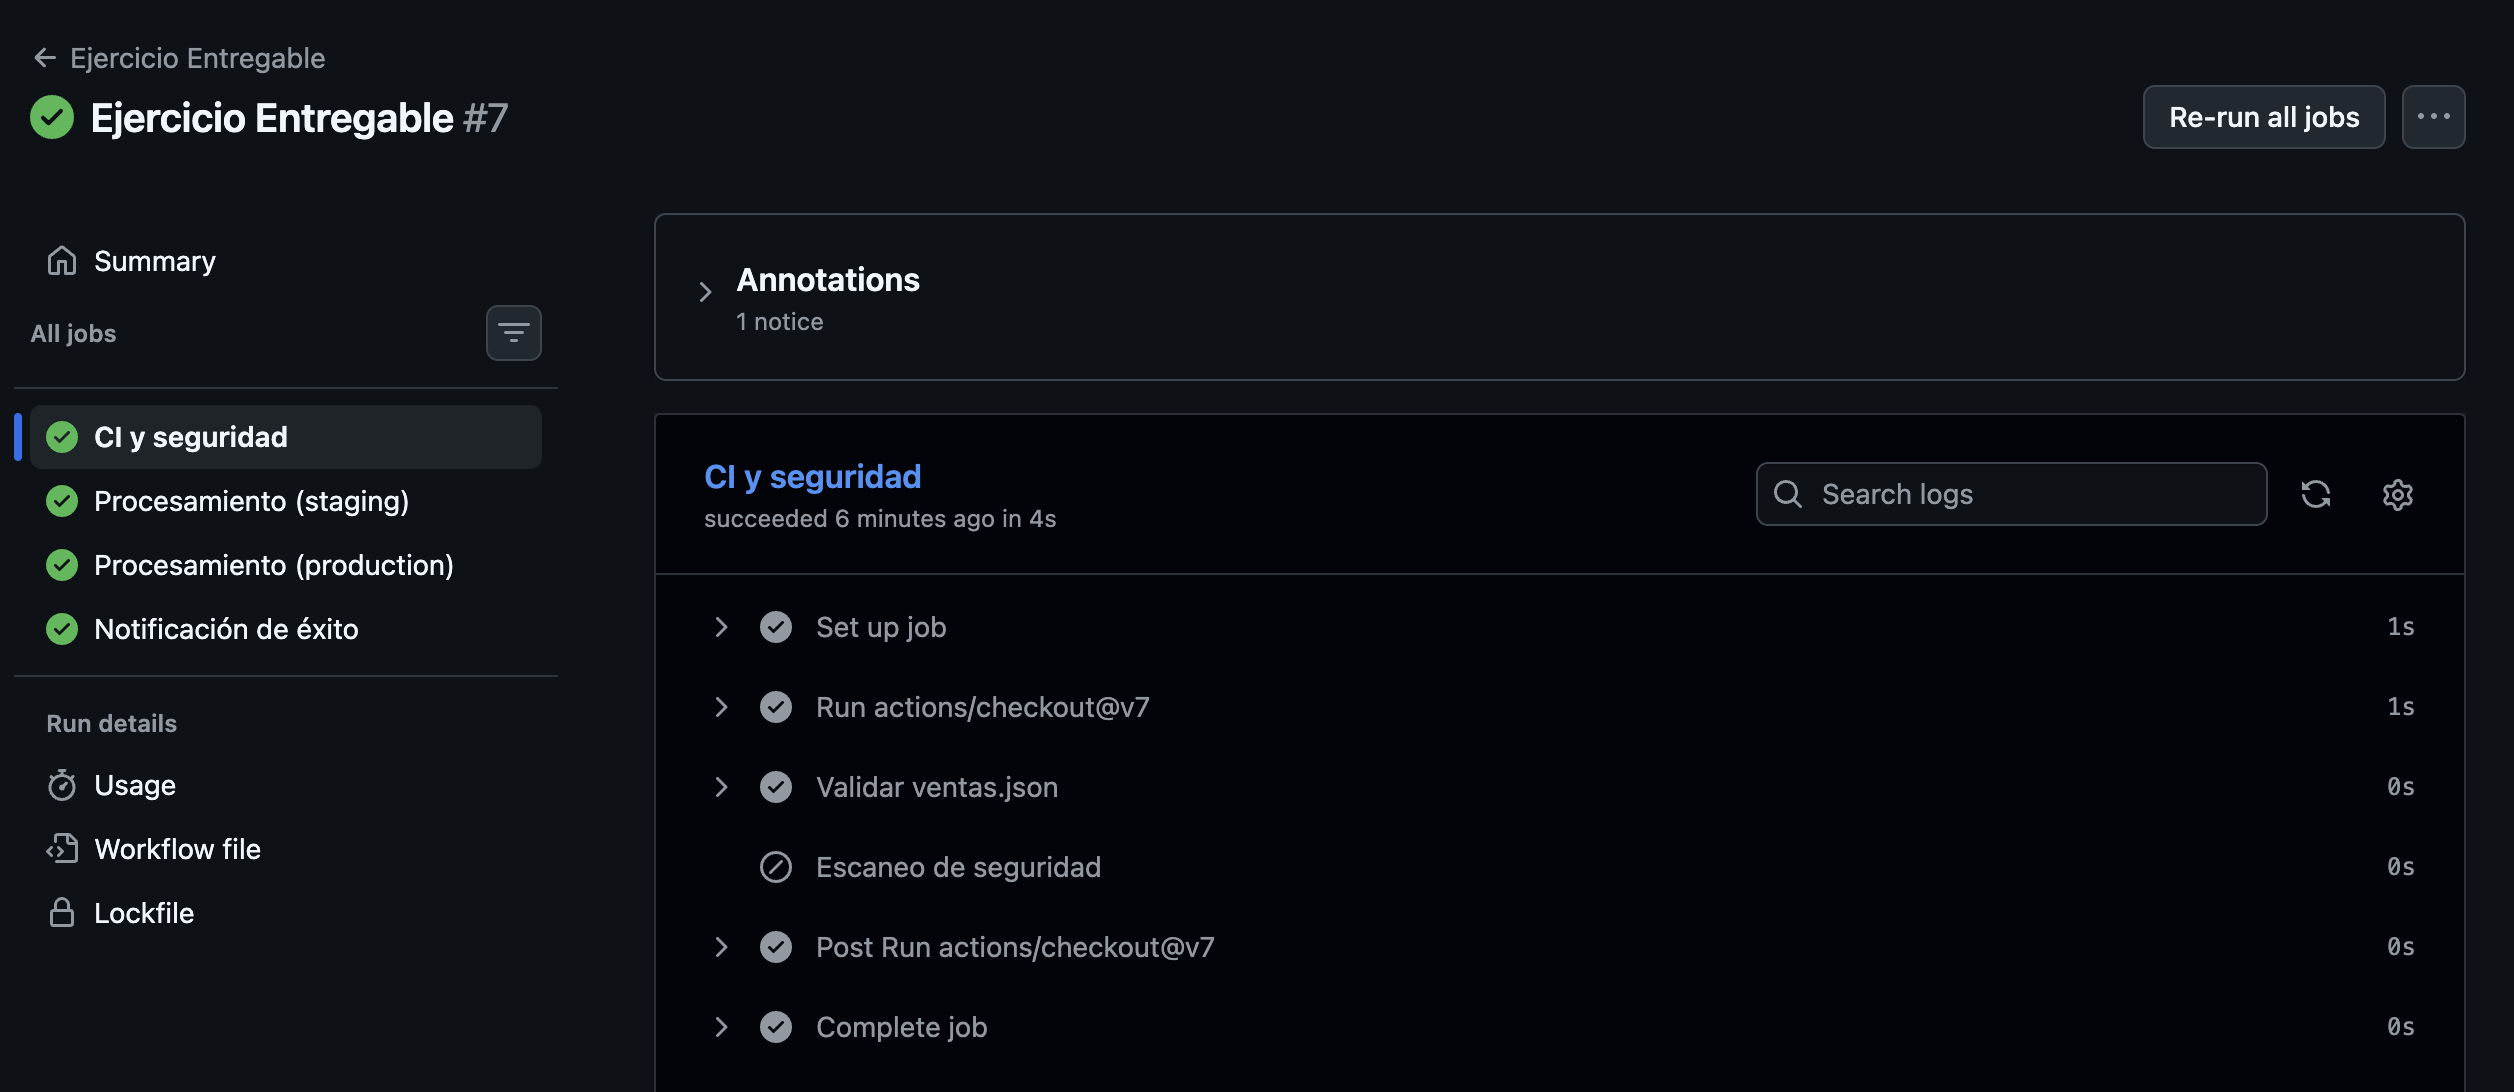 Ejercicio Entregable
Ejercicio Entregable #7
Re-run all jobs
Summary
All jobs
CI y seguridad
Procesamiento (staging)
Procesamiento (production)
Notificación de éxito
Run details
Usage
Workflow file
Lockfile
Annotations
1 notice
CI y seguridad
succeeded 6 minutes ago in 4s
Search logs
Set up job 1s
Run actions/checkout@v7 1s
Validar ventas.json 0s
Escaneo de seguridad 0s
Post Run actions/checkout@v7 0s
Complete job 0s